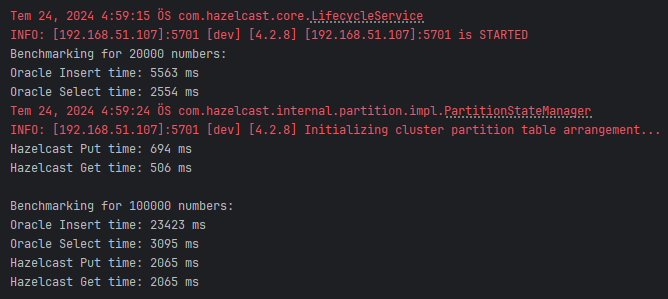 Tem 24, 2024 4:59:15 ÖS com.hazelcast.core.LifecycleService
INFO: [192.168.51.107]:5701 [dev] [4.2.8] [192.168.51.107]:5701 is STARTED
Benchmarking for 20000 numbers:
Oracle Insert time: 5563 ms
Oracle Select time: 2554 ms
Tem 24, 2024 4:59:24 ÖS com.hazelcast.internal.partition.impl.PartitionStateManager
INFO: [192.168.51.107]:5701 [dev] [4.2.8] Initializing cluster partition table arrangement...
Hazelcast Put time: 694 ms
Hazelcast Get time: 506 ms
Benchmarking for 100000 numbers:
Oracle Insert time: 23423 ms
Oracle Select time: 3095 ms
Hazelcast Put time: 2065 ms
Hazelcast Get time: 2065 ms